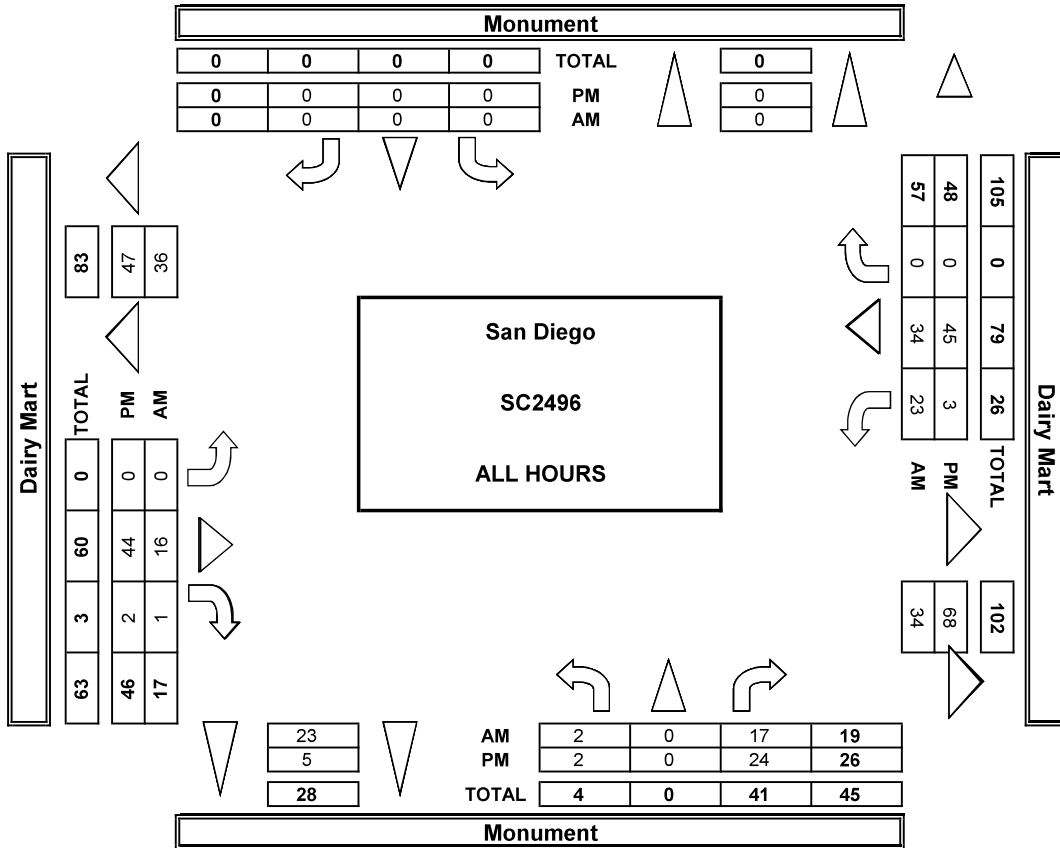 Monument
0 0 0 0 TOTAL 0
0 0 0 0 PM 0
0 0 0 0 AM 0
Dairy Mart
83 47 36
TOTAL PM AM
0 0 0
60 44 16
3 2 1
63 46 17
San Diego
SC2496
ALL HOURS
57 48 105
0 0 0
34 45 79
23 3 26
AM PM TOTAL
34 68 102
Dairy Mart
23 AM 2 0 17 19
5 PM 2 0 24 26
28 TOTAL 4 0 41 45
Monument